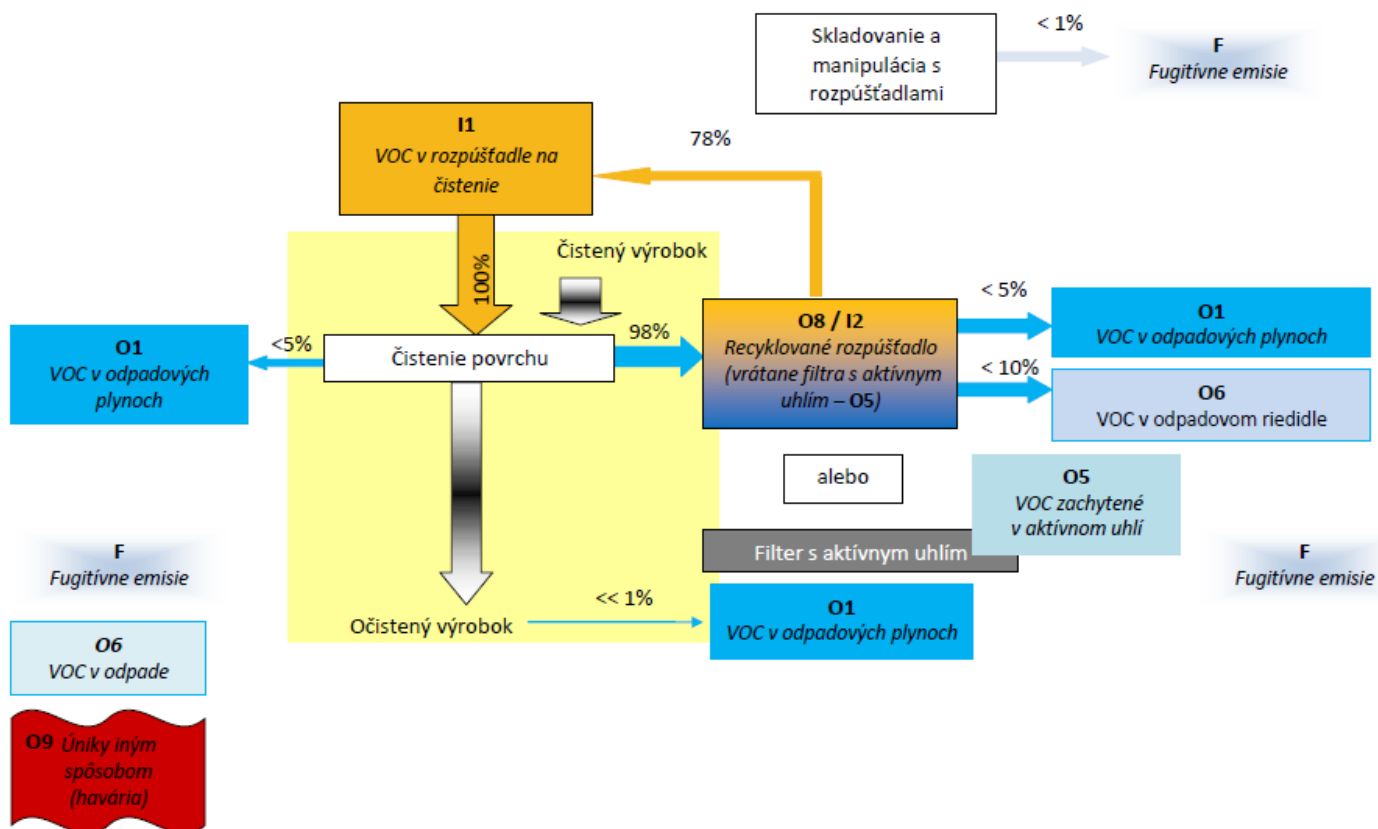 Skladovanie a
manipulácia s
rozpúšťadlami
< 1%
F
Fugitívne emisie
I1
VOC v rozpúšťadle na
čistenie
78%
100%
Čistený výrobok
O1
VOC v odpadových
plynoch
<5%
Čistenie povrchu
98%
O8 / I2
Recyklované rozpúšťadlo
(vrátane filtra s aktívnym
uhlím – O5)
< 5%
O1
VOC v odpadových plynoch
< 10%
O6
VOC v odpadovom riedidle
alebo
O5
VOC zachytené
v aktívnom uhlí
Filter s aktívnym uhlím
F
Fugitívne emisie
F
Fugitívne emisie
Očistený výrobok
<< 1%
O1
VOC v odpadových plynoch
O6
VOC v odpade
O9 Úniky iným
spôsobom
(havária)